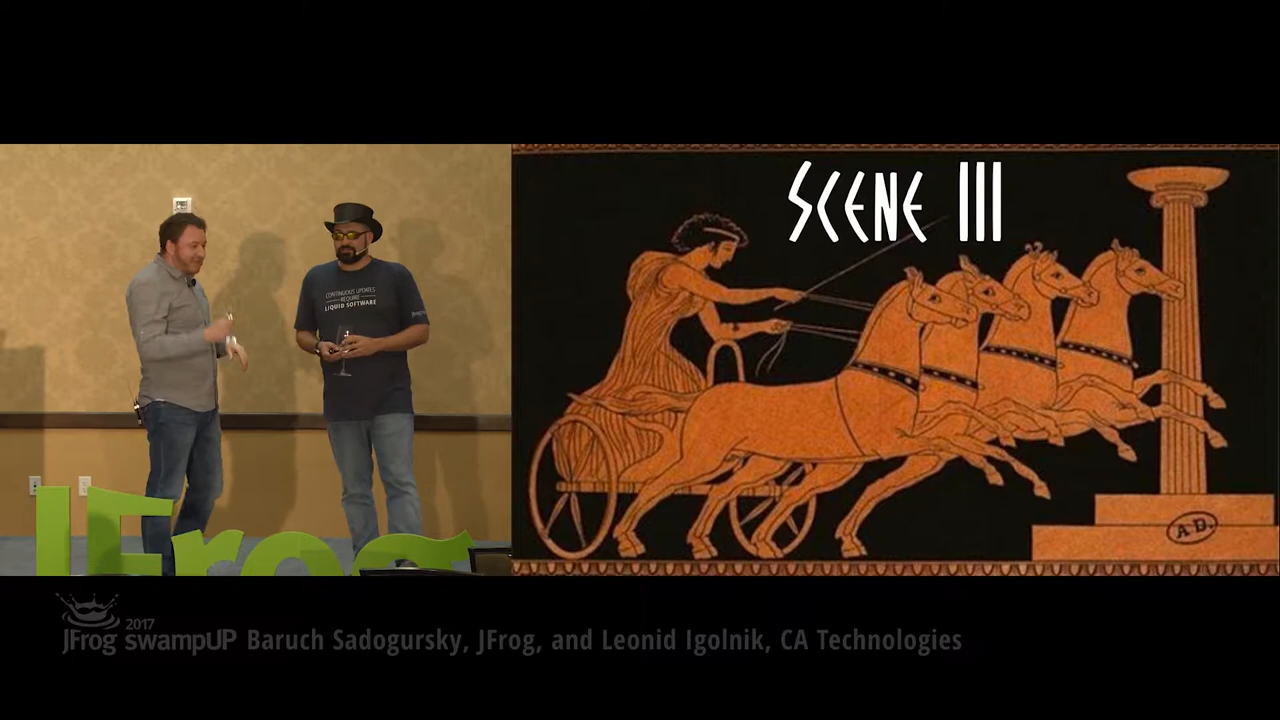 SCENE III
CONTINUOUS UPDATES
REQUIRE
LIQUID SOFTWARE
A.D.
JFrog
2017
JFrog swampUP Baruch Sadogursky, JFrog, and Leonid Igolnik, CA Technologies